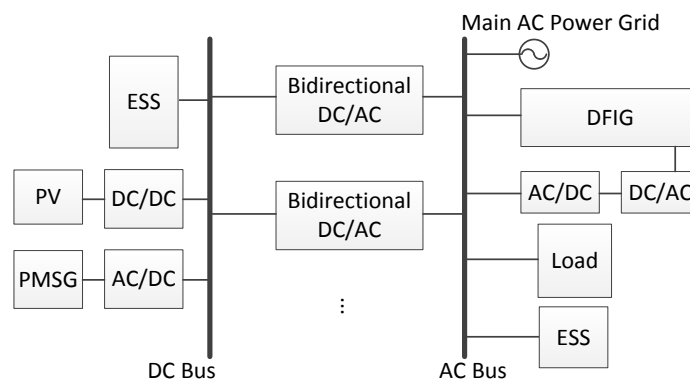 Main AC Power Grid
ESS
Bidirectional
DC/AC
DFIG
PV
DC/DC
Bidirectional
DC/AC
AC/DC
DC/AC
PMSG
AC/DC
Load
...
ESS
DC Bus
AC Bus